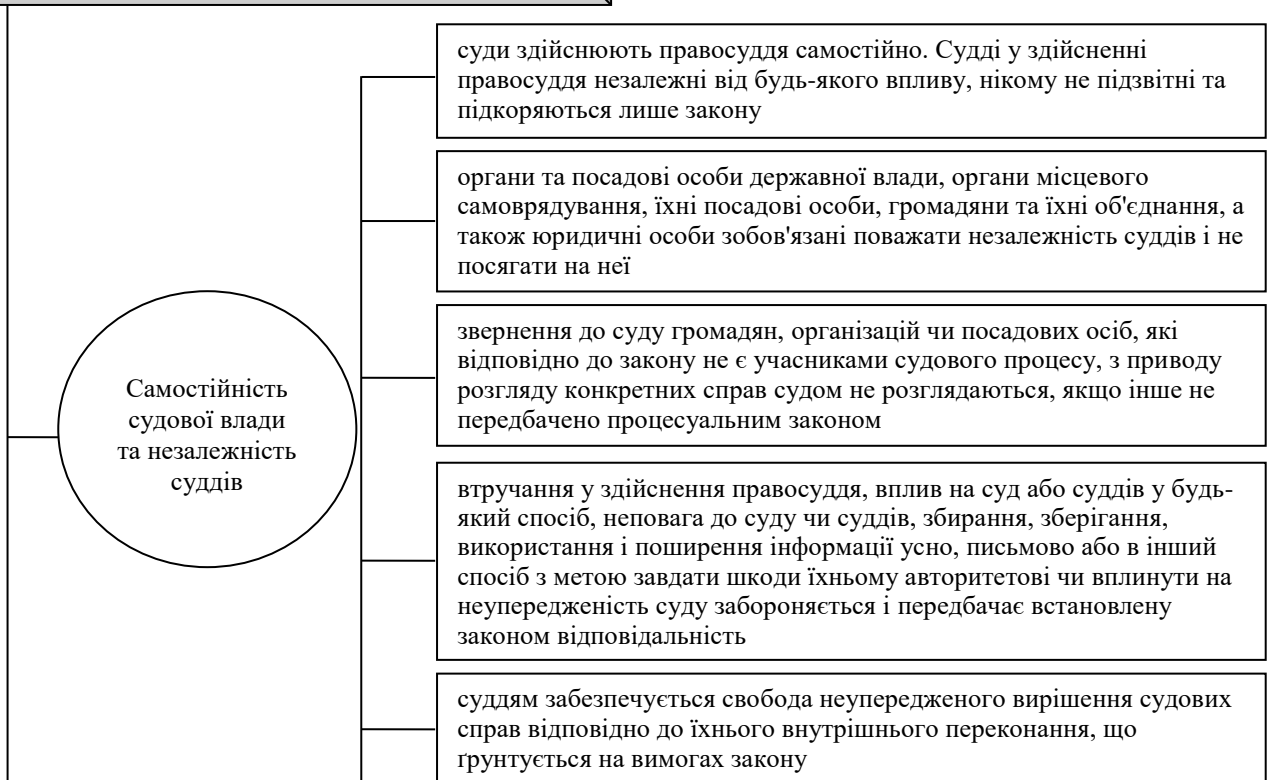 суди здійснюють правосуддя самостійно. Судді у здійсненні
правосуддя незалежні від будь-якого впливу, нікому не підзвітні та
підкоряються лише закону
органи та посадові особи державної влади, органи місцевого
самоврядування, їхні посадові особи, громадяни та їхні об'єднання, а
також юридичні особи зобов'язані поважати незалежність суддів і не
посягати на неї
звернення до суду громадян, організацій чи посадових осіб, які
відповідно до закону не є учасниками судового процесу, з приводу
розгляду конкретних справ судом не розглядаються, якщо інше не
передбачено процесуальним законом
Самостійність
судової влади
та незалежність
суддів
втручання у здійснення правосуддя, вплив на суд або суддів у будь-
який спосіб, неповага до суду чи суддів, збирання, зберігання,
використання і поширення інформації усно, письмово або в інший
спосіб з метою завдати шкоди їхньому авторитетові чи вплинути на
неупередженість суду забороняється і передбачає встановлену
законом відповідальність
суддям забезпечується свобода неупередженого вирішення судових
справ відповідно до їхнього внутрішнього переконання, що
ґрунтується на вимогах закону